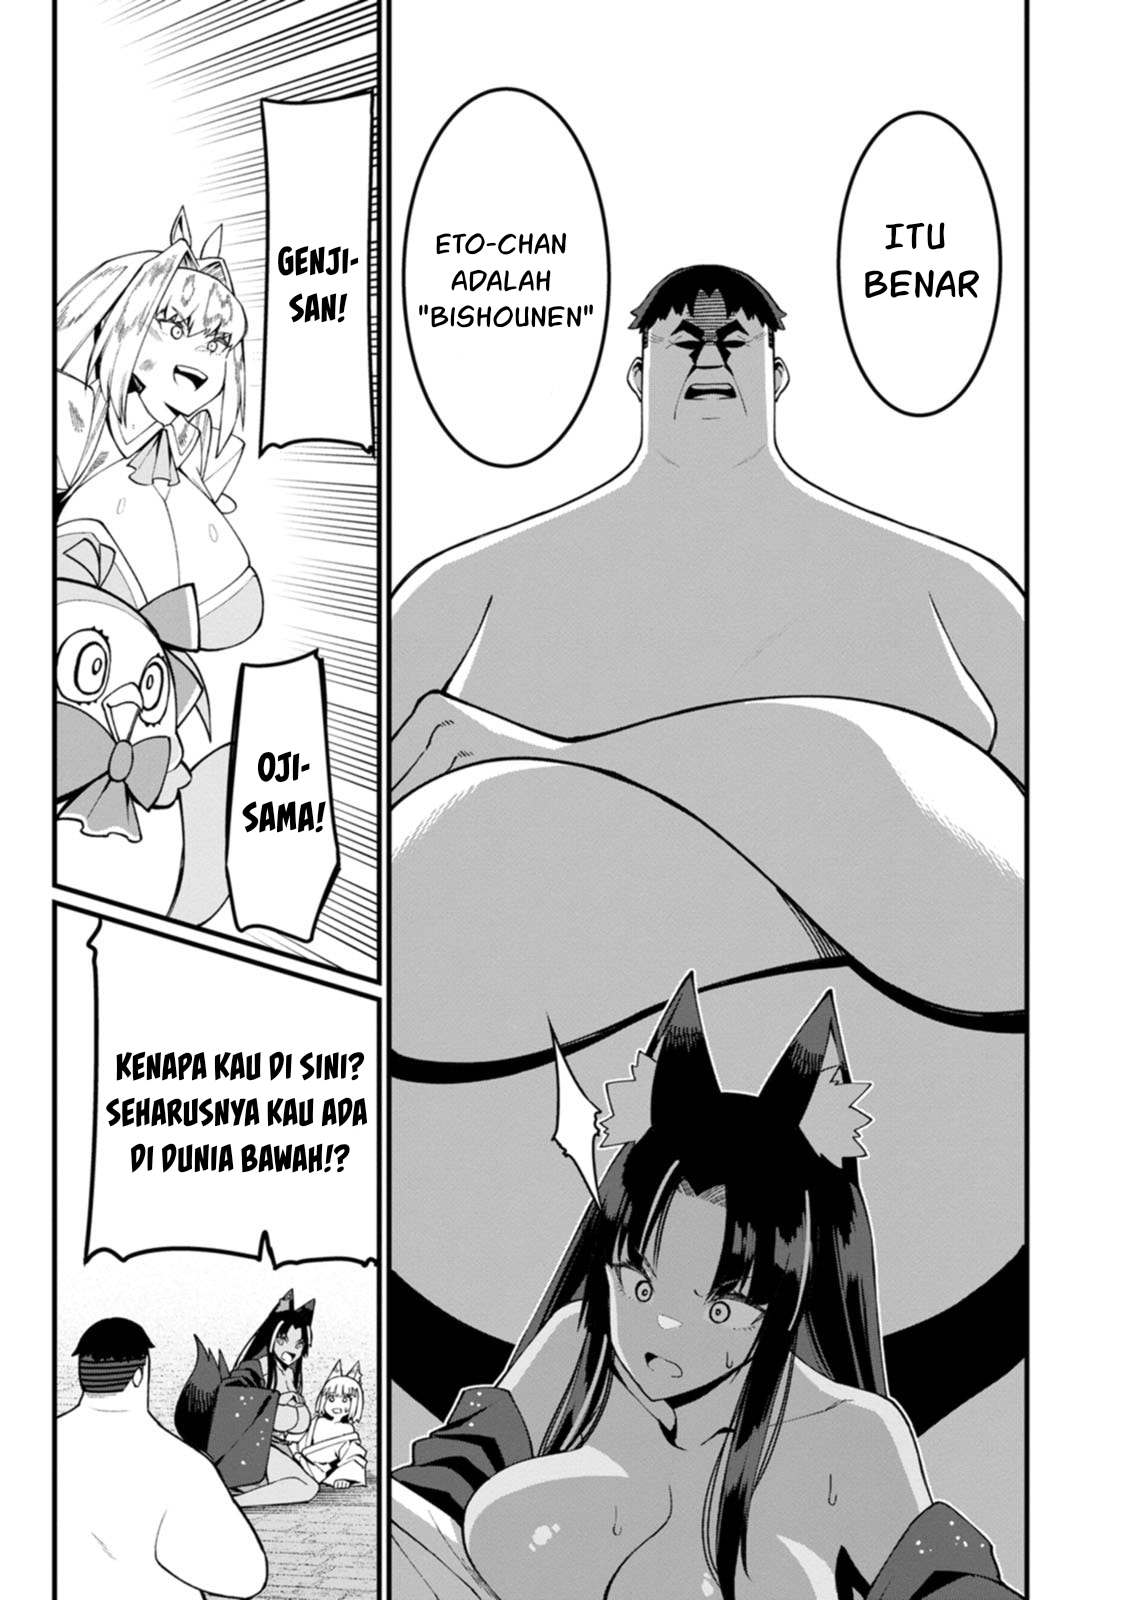 ITU
BENAR
ETO-CHAN
ADALAH
"BISHOUNEN"
GENJI-
SAN!
OJI-
SAMA!
KENAPA KAU DI SINI?
SEHARUSNYA KAU ADA
DI DUNIA BAWAH!?